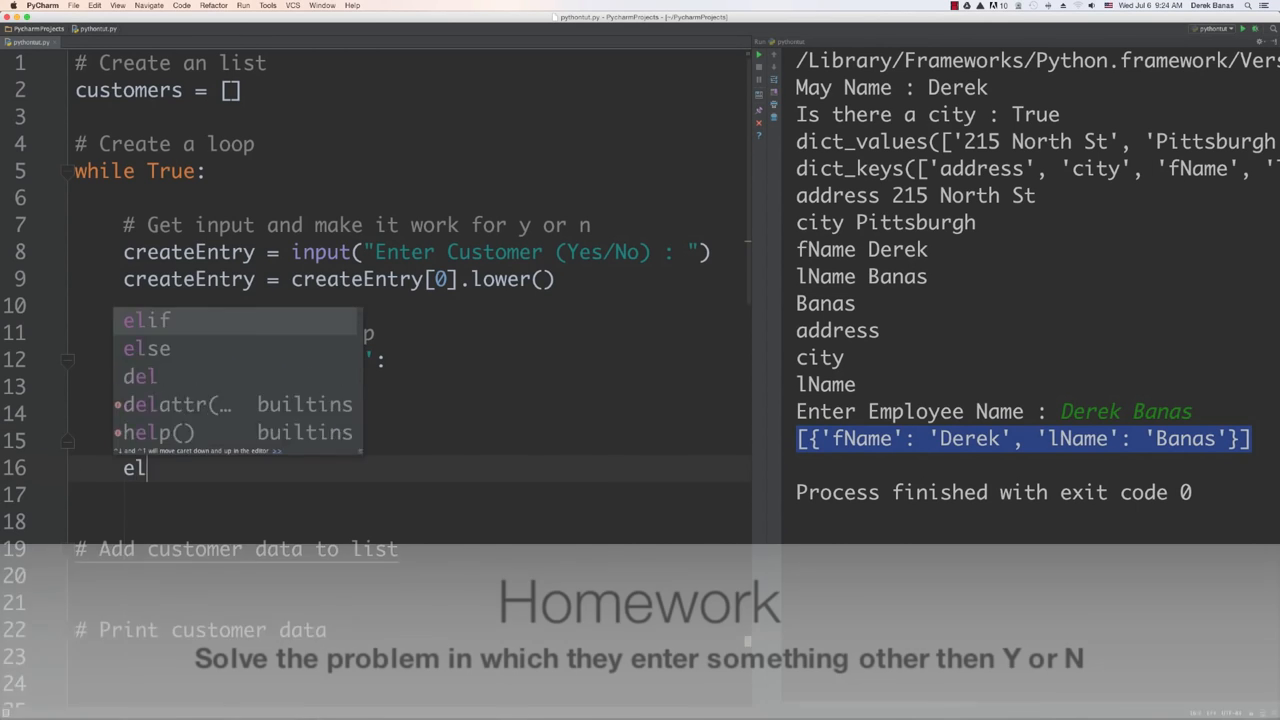 PyCharm File Edit View Navigate Code Refactor Run Tools VCS Window Help
Wed Jul 6 9:24 AM Derek Banas
pythontut.py - PycharmProjects - [~/PycharmProjects]
PycharmProjects pythontut.py
pythontut
pythontut.py
Run pythontut
1 # Create an list
2 customers = []
3
4 # Create a loop
5 while True:
6
7 # Get input and make it work for y or n
8 createEntry = input("Enter Customer (Yes/No) : ")
9 createEntry = createEntry[0].lower()
10
11 p
12 ':
13
14
15
16 el
17
18
19 # Add customer data to list
20
21
22 # Print customer data
23
24
elif
else
del
delattr(… builtins
help() builtins
^↓ and ^↑ will move caret down and up in the editor >>
/Library/Frameworks/Python.framework/Vers
May Name : Derek
Is there a city : True
dict_values(['215 North St', 'Pittsburgh
dict_keys(['address', 'city', 'fName', 'l
address 215 North St
city Pittsburgh
fName Derek
lName Banas
Banas
address
city
lName
Enter Employee Name : Derek Banas
[{'fName': 'Derek', 'lName': 'Banas'}]
Process finished with exit code 0
Homework
Solve the problem in which they enter something other then Y or N